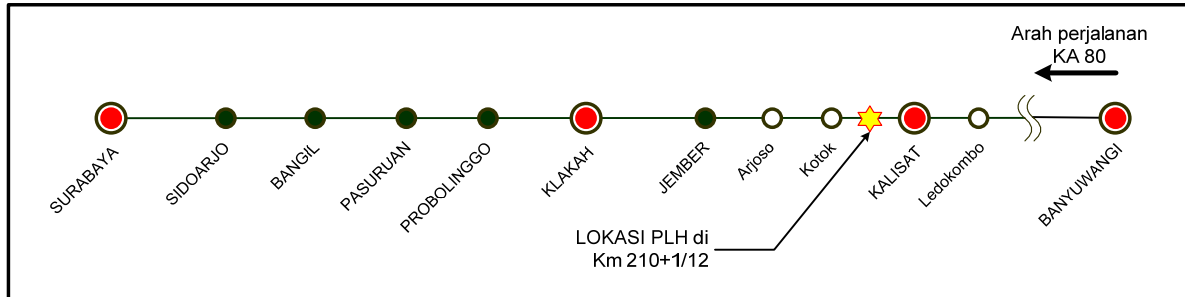 Arah perjalanan
KA 80
SURABAYA
SIDOARJO
BANGIL
PASURUAN
PROBOLINGGO
KLAKAH
JEMBER
Arjoso
Kotok
KALISAT
Ledokombo
BANYUWANGI
LOKASI PLH di
Km 210+1/12